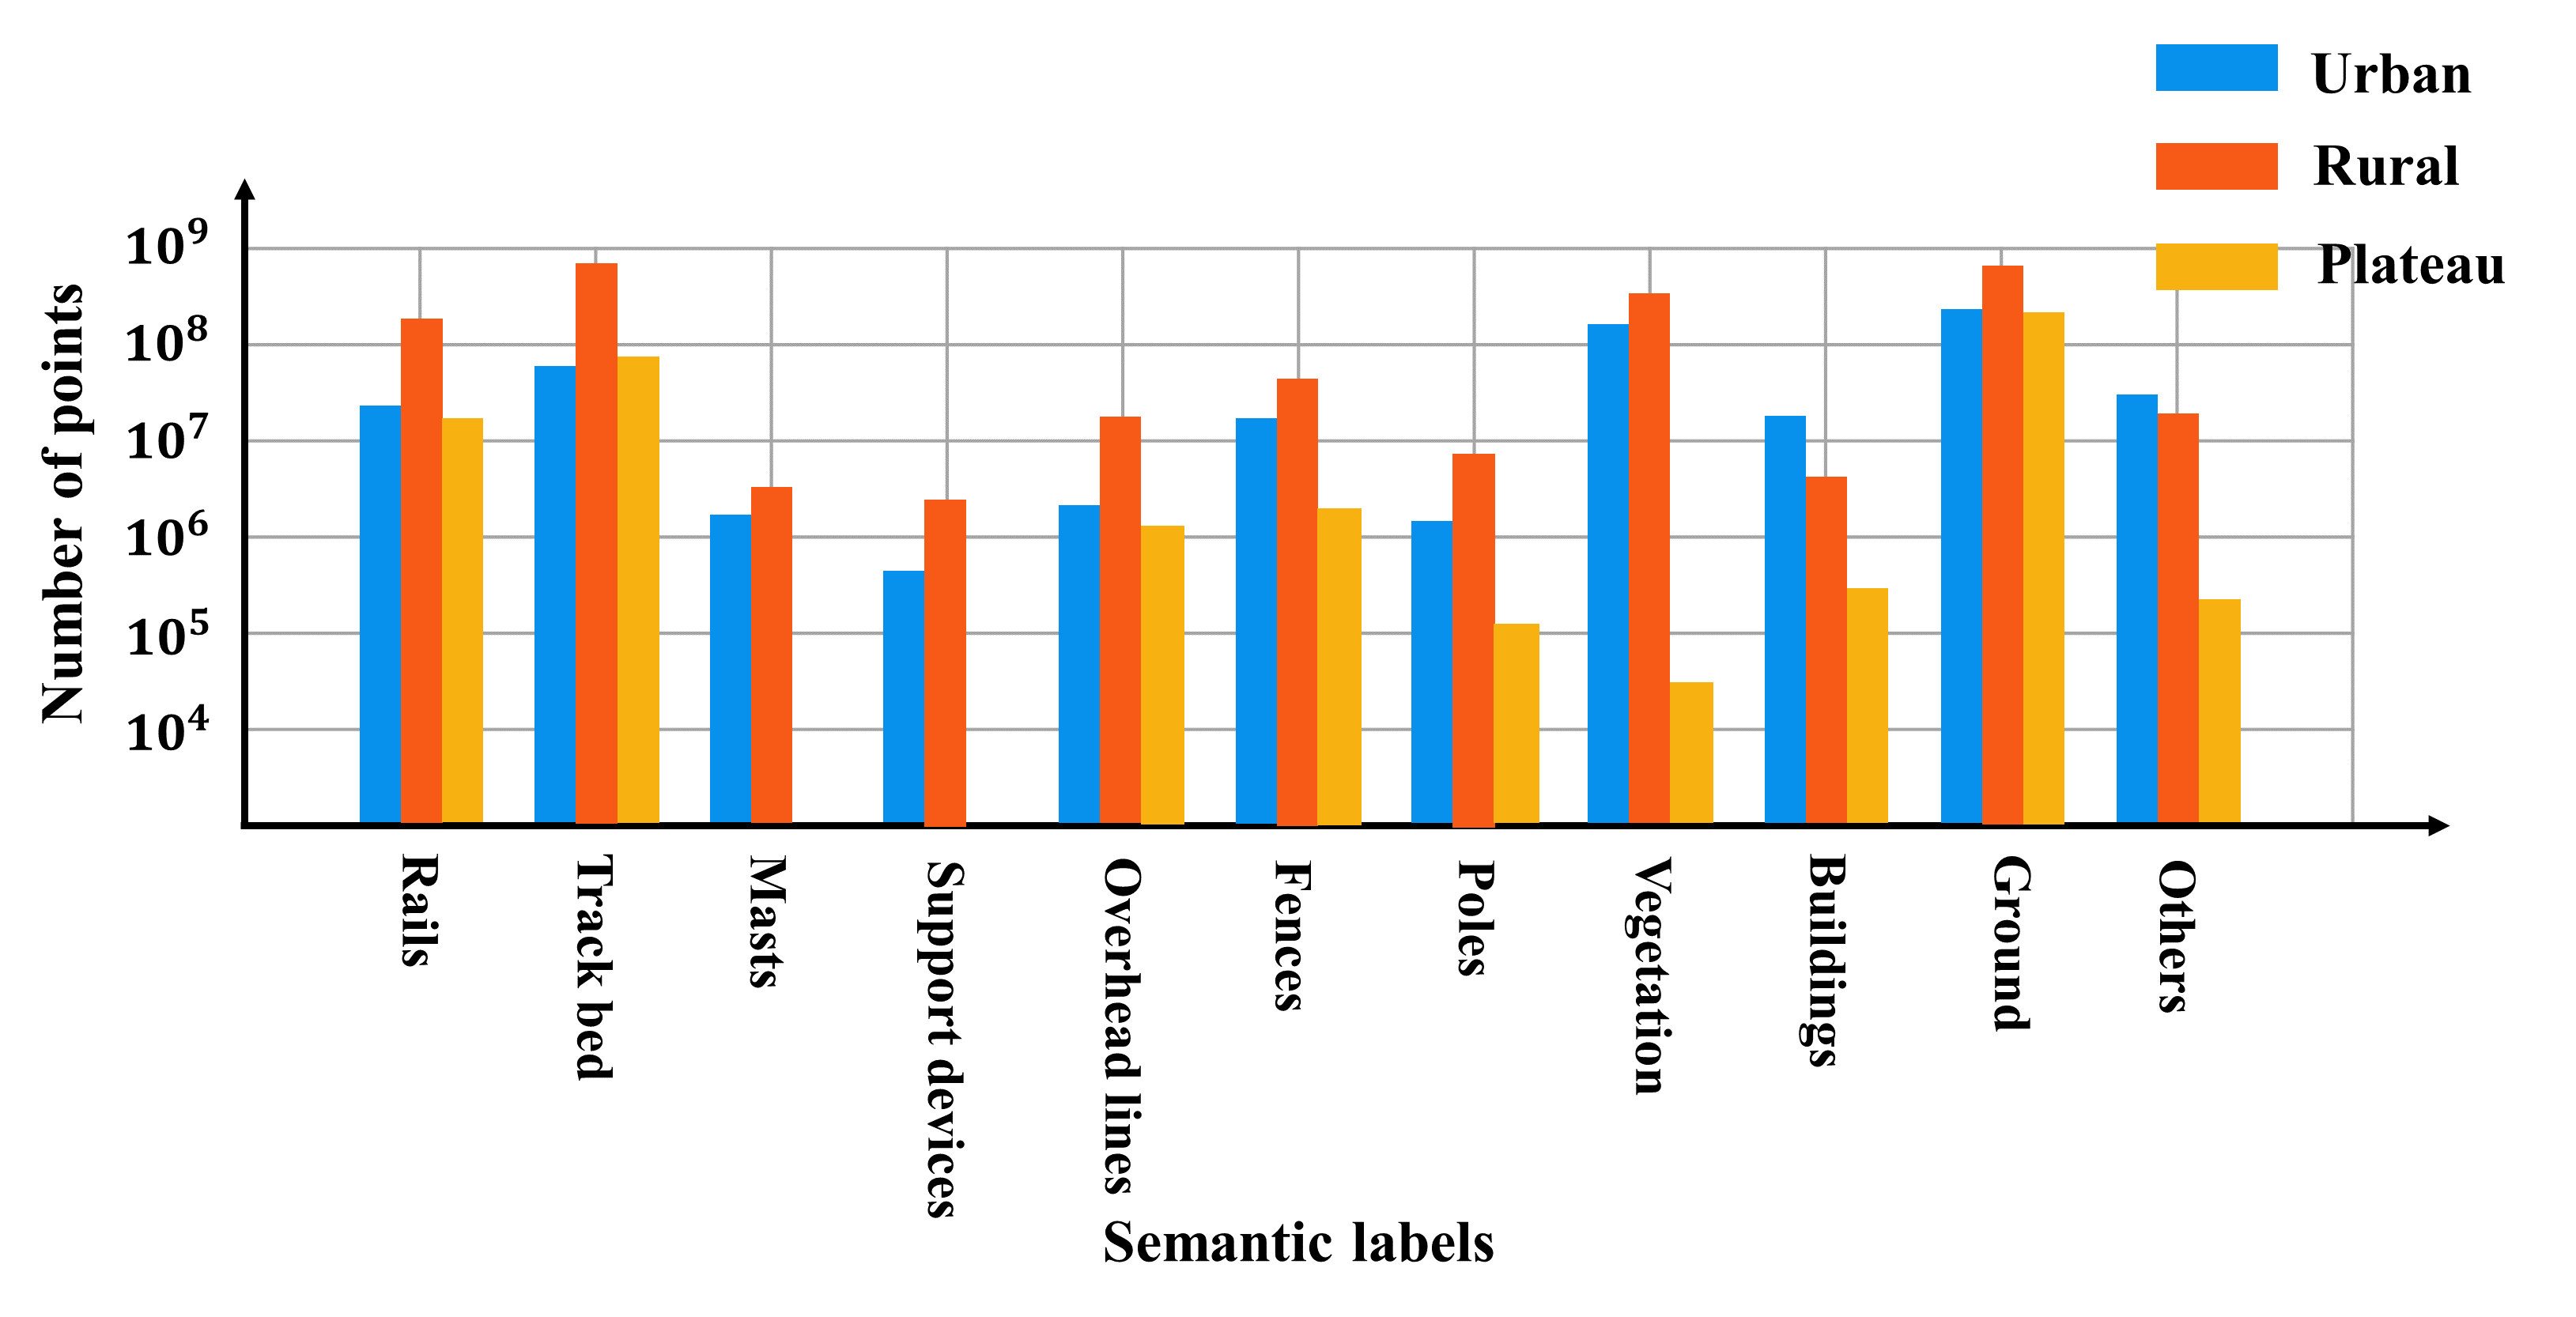 Urban
Rural
Plateau
Number of points
10⁹
10⁸
10⁷
10⁶
10⁵
10⁴
Rails
Track bed
Masts
Support devices
Overhead lines
Fences
Poles
Vegetation
Buildings
Ground
Others
Semantic labels